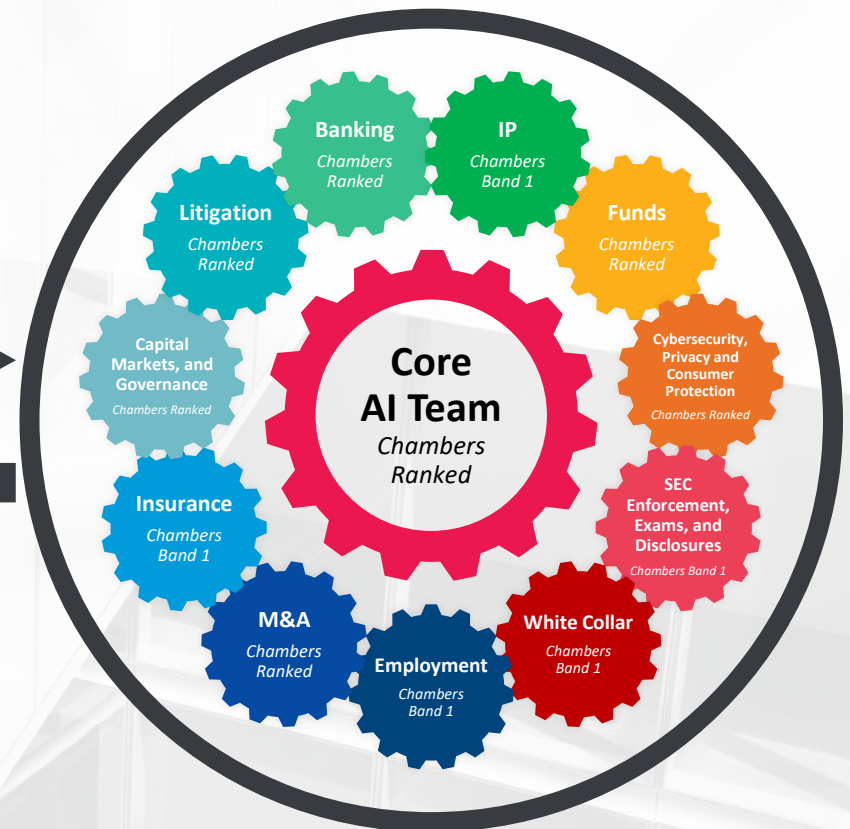 Banking
Chambers
Ranked
IP
Chambers
Band 1
Litigation
Chambers
Ranked
Funds
Chambers
Ranked
Capital
Markets, and
Governance
Chambers Ranked
Core
AI Team
Chambers
Ranked
Cybersecurity,
Privacy and
Consumer
Protection
Chambers Ranked
Insurance
Chambers
Band 1
SEC
Enforcement,
Exams, and
Disclosures
Chambers Band 1
M&A
Chambers
Ranked
Employment
Chambers
Band 1
White Collar
Chambers
Band 1